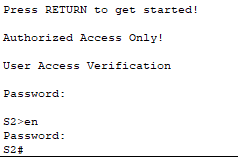 Press RETURN to get started!
Authorized Access Only!
User Access Verification
Password:
S2>en
Password:
S2#